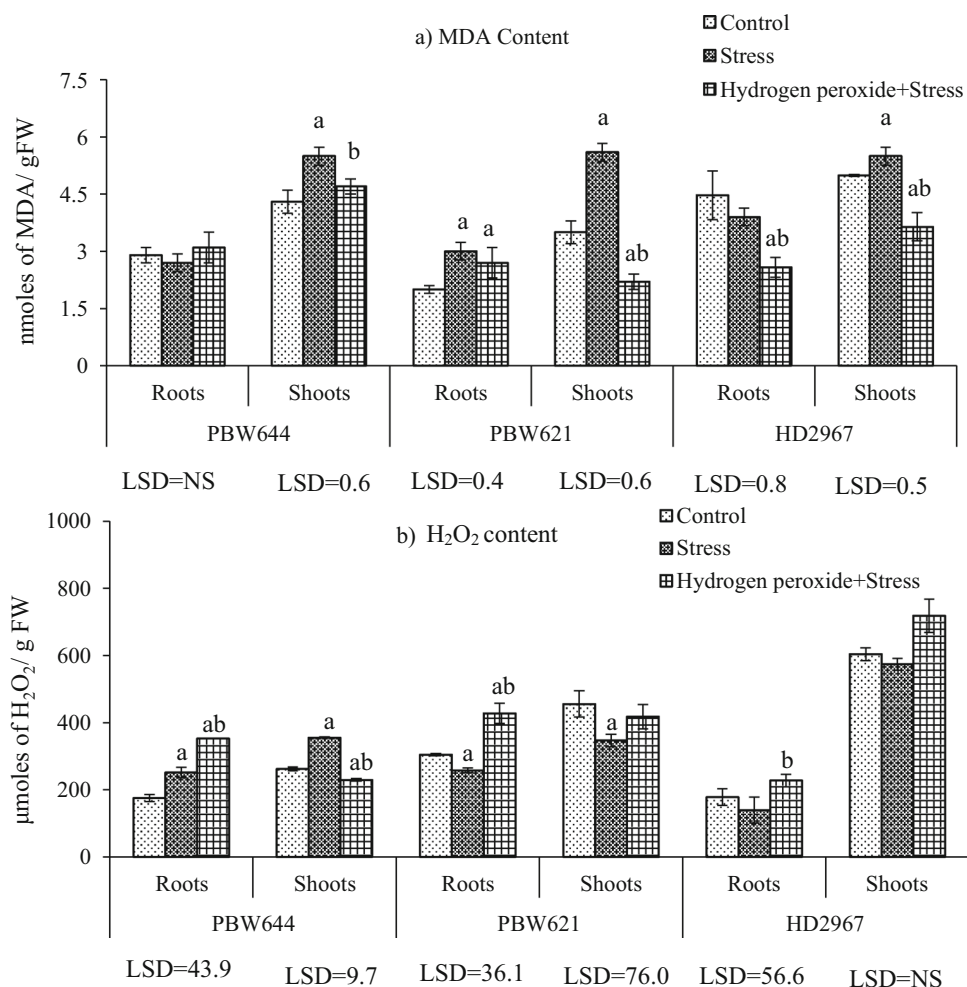 a) MDA Content
Control
Stress
Hydrogen peroxide+Stress
nmoles of MDA/ gFW
7.5
6
4.5
3
1.5
0
a
b
a
a
a
ab
ab
a
ab
Roots Shoots Roots Shoots Roots Shoots
PBW644 PBW621 HD2967
LSD=NS LSD=0.6 LSD=0.4 LSD=0.6 LSD=0.8 LSD=0.5
b) H₂O₂ content
Control
Stress
Hydrogen peroxide+Stress
µmoles of H₂O₂/ g FW
1000
800
600
400
200
0
a
ab
a
ab
a
ab
a
b
Roots Shoots Roots Shoots Roots Shoots
PBW644 PBW621 HD2967
LSD=43.9 LSD=9.7 LSD=36.1 LSD=76.0 LSD=56.6 LSD=NS